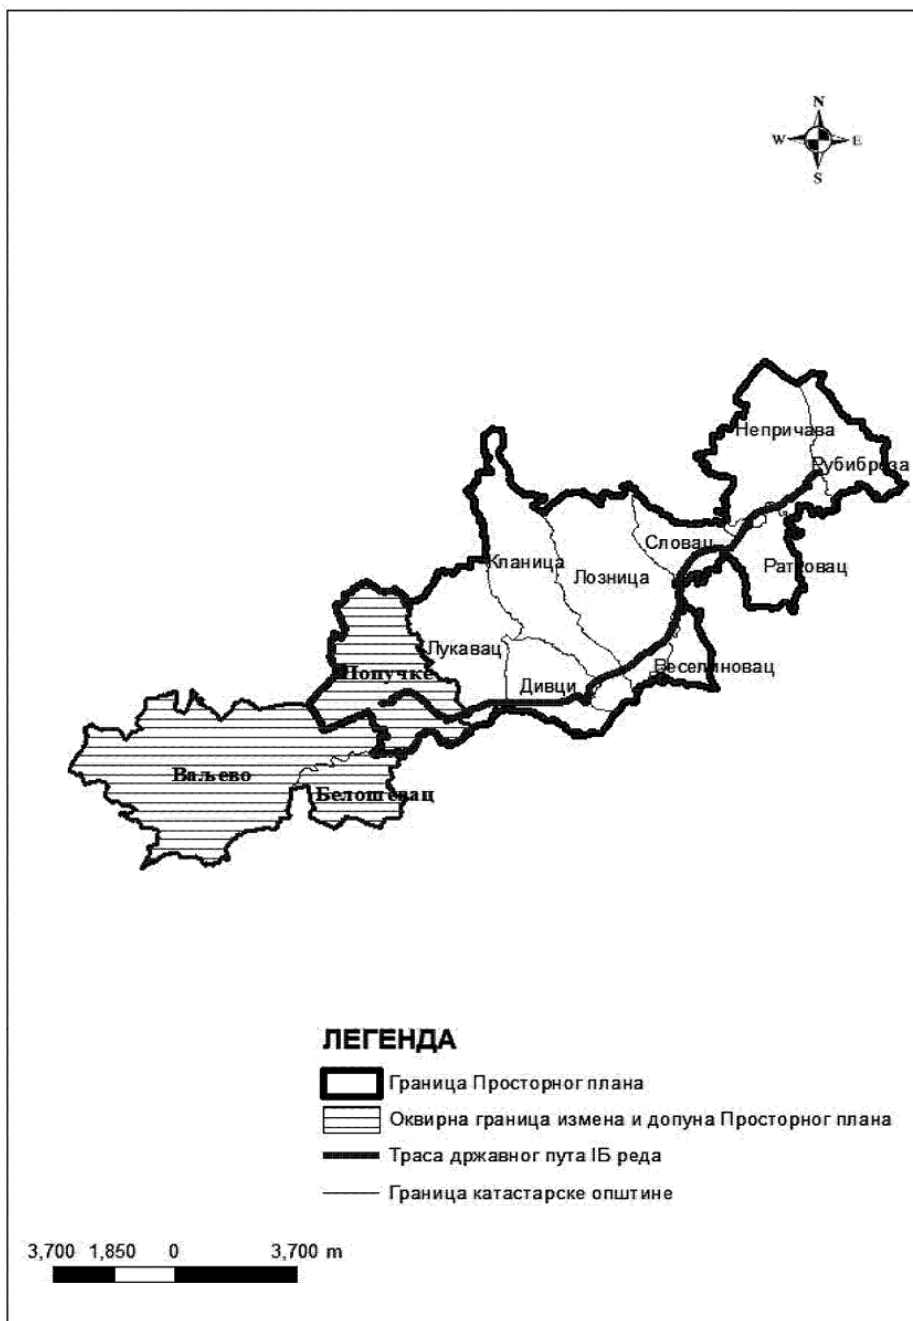 N
W E
S
Непричава
Рубибреза
Словац
Кланица
Лозница
Ратковац
Лукавац
Веселиновац
Попучке
Дивци
Ваљево
Белошевац
ЛЕГЕНДА
Граница Просторног плана
Оквирна граница измена и допуна Просторног плана
Траса државног пута IБ реда
Граница катастарске општине
3,700 1,850 0 3,700 m